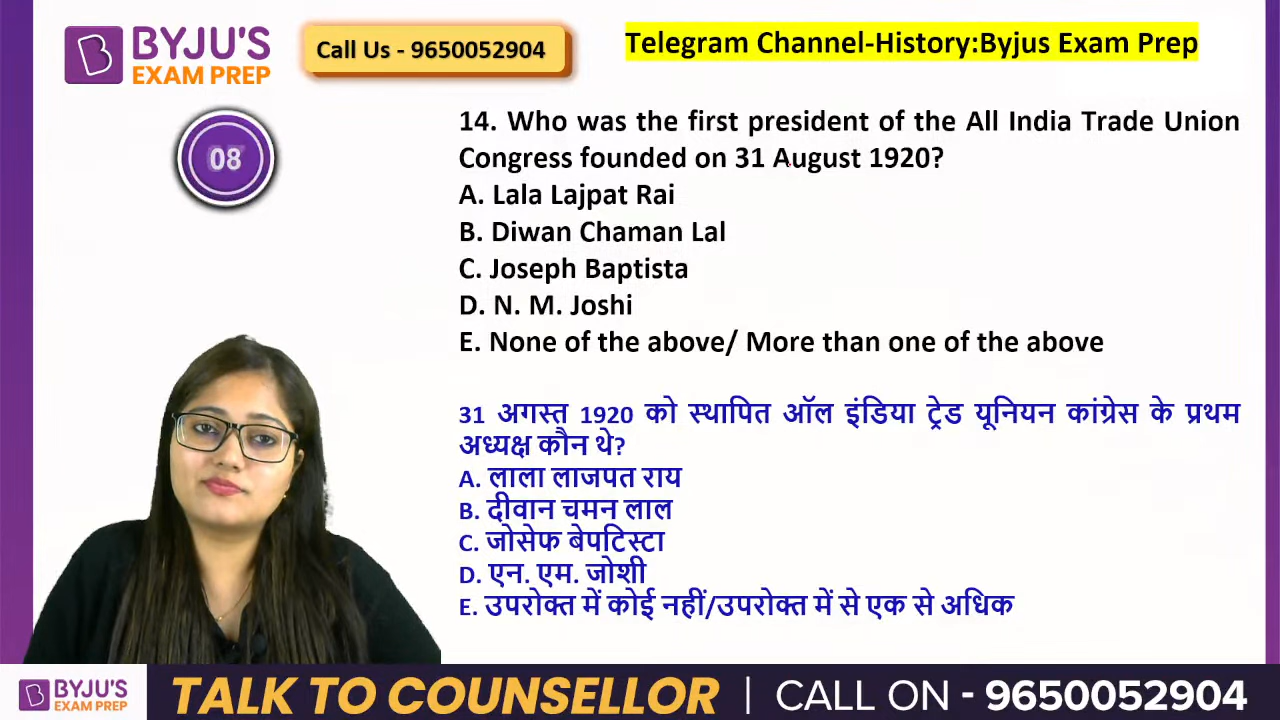 BYJU'S
EXAM PREP
Call Us - 9650052904
Telegram Channel-History:Byjus Exam Prep
08
14. Who was the first president of the All India Trade Union
Congress founded on 31 August 1920?
A. Lala Lajpat Rai
B. Diwan Chaman Lal
C. Joseph Baptista
D. N. M. Joshi
E. None of the above/ More than one of the above
31 अगस्त 1920 को स्थापित ऑल इंडिया ट्रेड यूनियन कांग्रेस के प्रथम
अध्यक्ष कौन थे?
A. लाला लाजपत राय
B. दीवान चमन लाल
C. जोसेफ बेपटिस्टा
D. एन. एम. जोशी
E. उपरोक्त में कोई नहीं/उपरोक्त में से एक से अधिक
BYJU'S
EXAM PREP
TALK TO COUNSELLOR | CALL ON - 9650052904